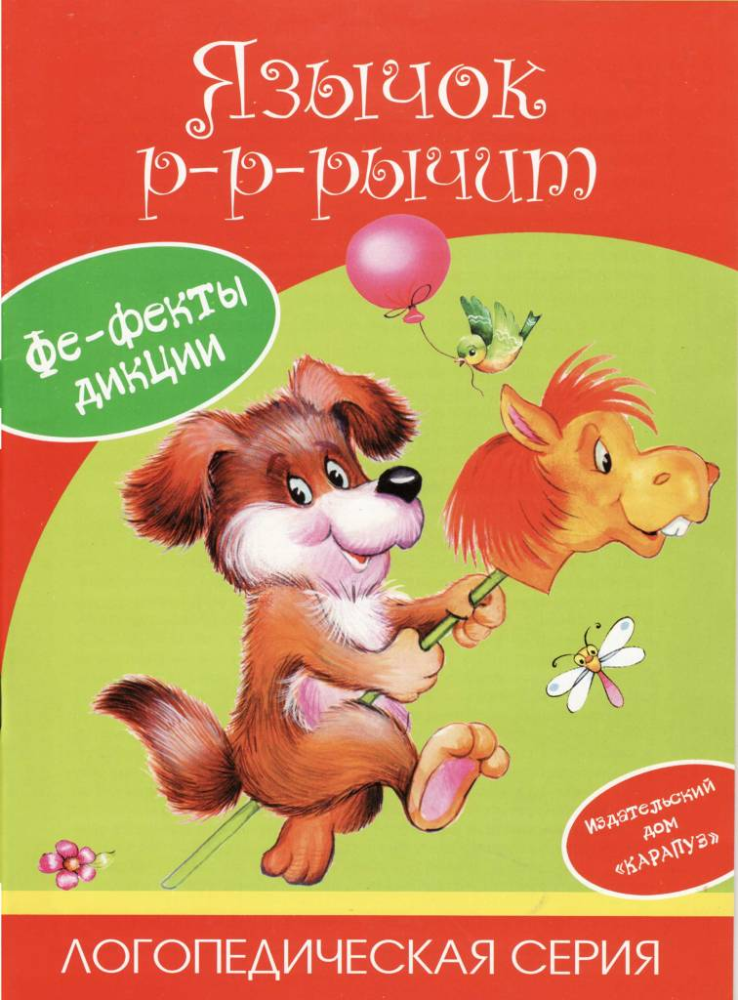 Язычок
р-р-рычит
Фе-фекты
дикции
Издательский
дом
«КАРАПУЗ»
ЛОГОПЕДИЧЕСКАЯ СЕРИЯ